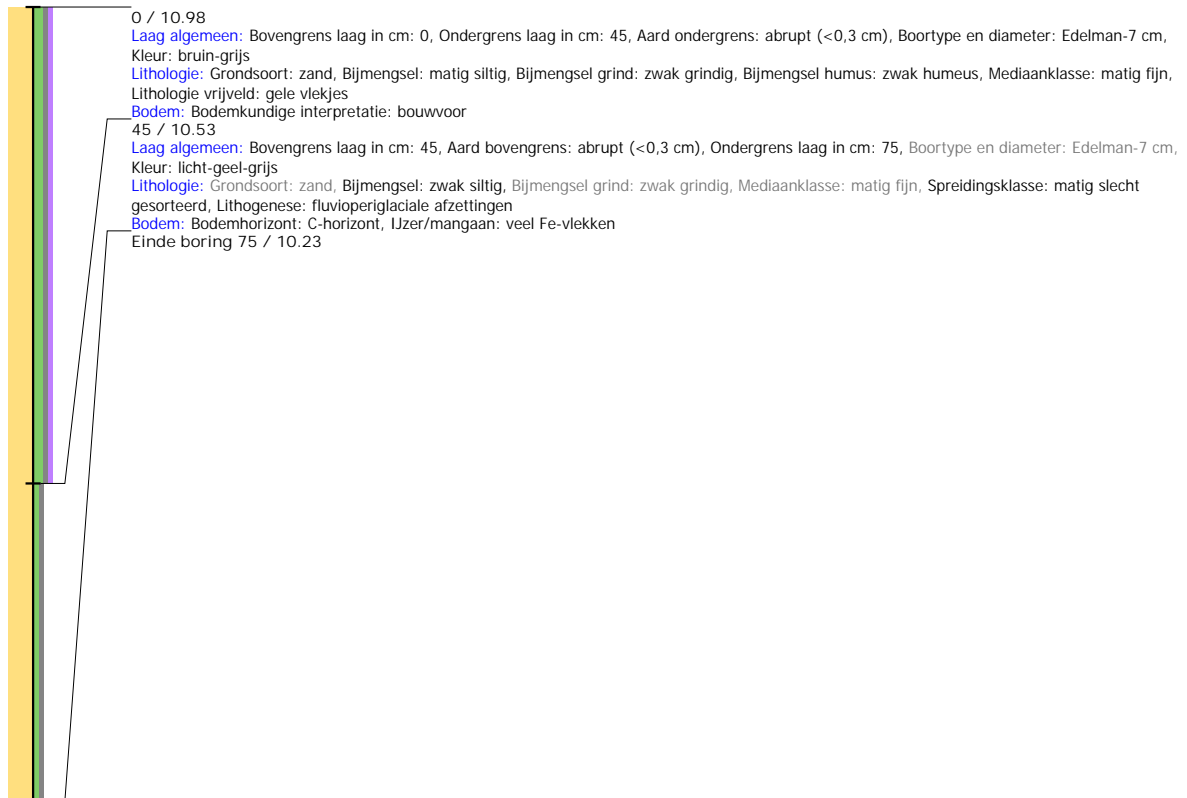 0 / 10.98
Laag algemeen: Bovengrens laag in cm: 0, Ondergrens laag in cm: 45, Aard ondergrens: abrupt (<0,3 cm), Boortype en diameter: Edelman-7 cm,
Kleur: bruin-grijs
Lithologie: Grondsoort: zand, Bijmengsel: matig siltig, Bijmengsel grind: zwak grindig, Bijmengsel humus: zwak humeus, Mediaanklasse: matig fijn,
Lithologie vrijveld: gele vlekjes
Bodem: Bodemkundige interpretatie: bouwvoor
45 / 10.53
Laag algemeen: Bovengrens laag in cm: 45, Aard bovengrens: abrupt (<0,3 cm), Ondergrens laag in cm: 75, Boortype en diameter: Edelman-7 cm,
Kleur: licht-geel-grijs
Lithologie: Grondsoort: zand, Bijmengsel: zwak siltig, Bijmengsel grind: zwak grindig, Mediaanklasse: matig fijn, Spreidingsklasse: matig slecht
gesorteerd, Lithogenese: fluvioperiglaciale afzettingen
Bodem: Bodemhorizont: C-horizont, IJzer/mangaan: veel Fe-vlekken
Einde boring 75 / 10.23